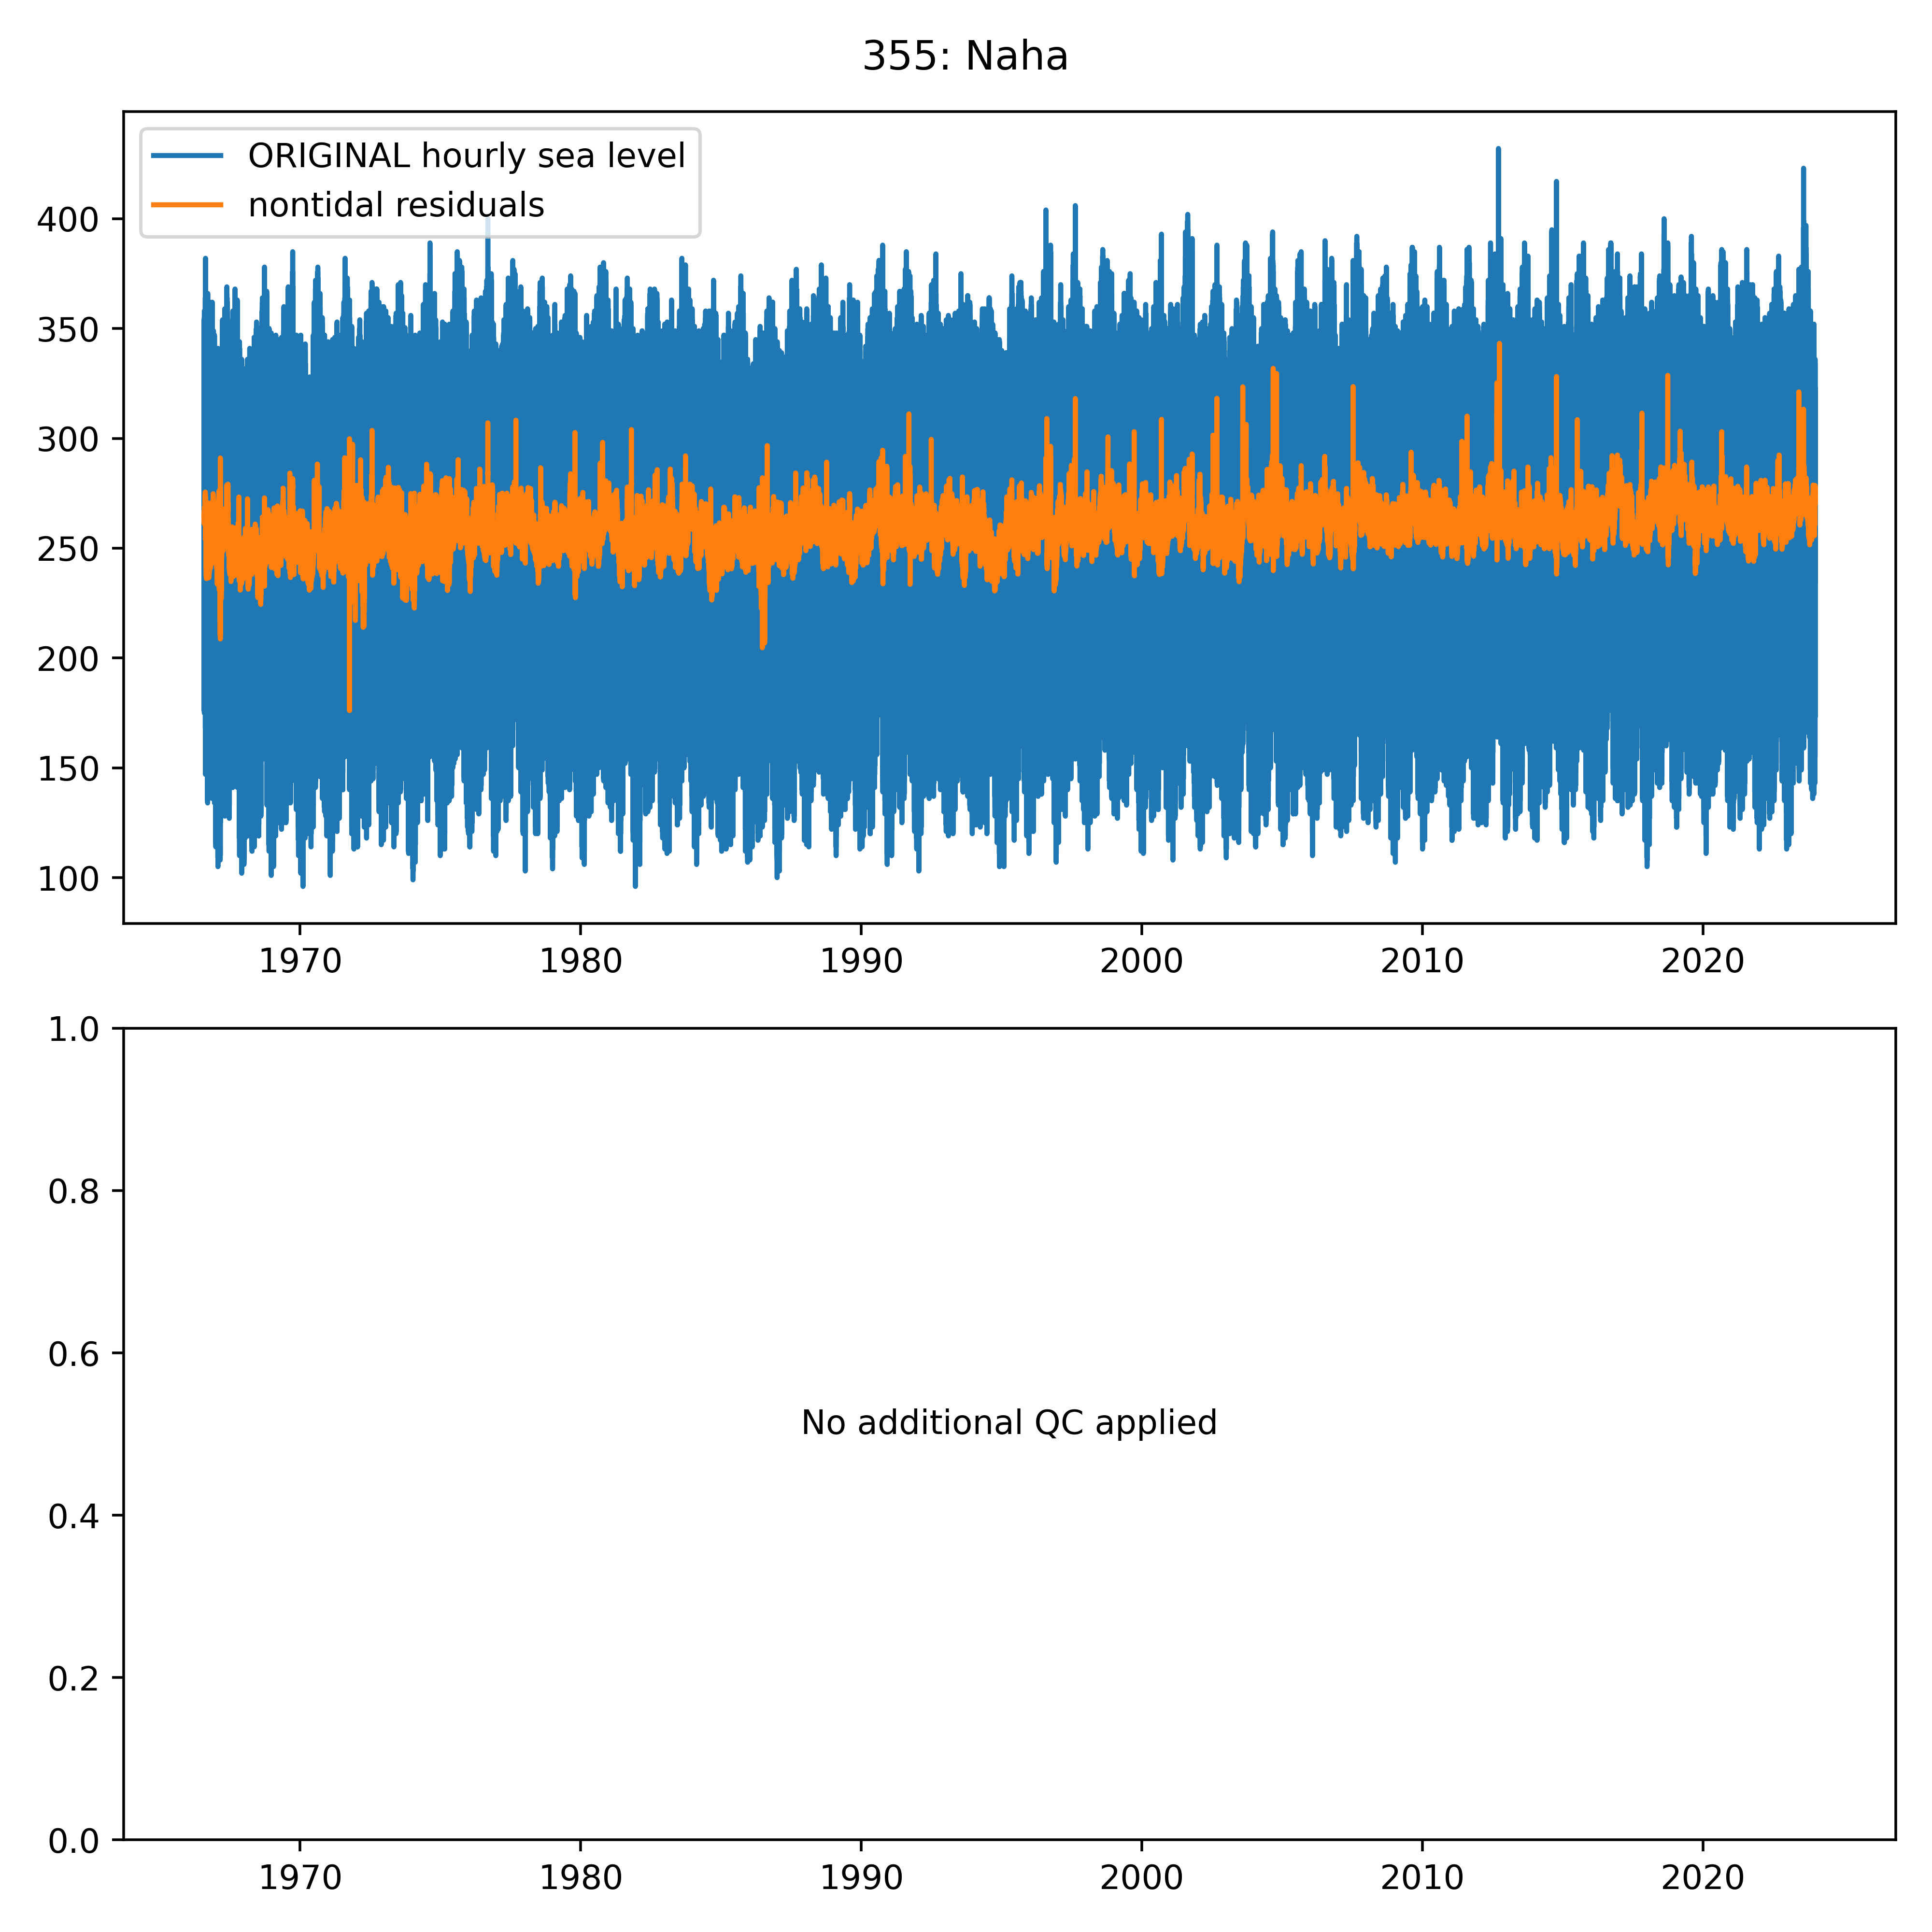 355: Naha
ORIGINAL hourly sea level
nontidal residuals
400
350
300
250
200
150
100
1970 1980 1990 2000 2010 2020
1.0
0.8
0.6
No additional QC applied
0.4
0.2
0.0
1970 1980 1990 2000 2010 2020